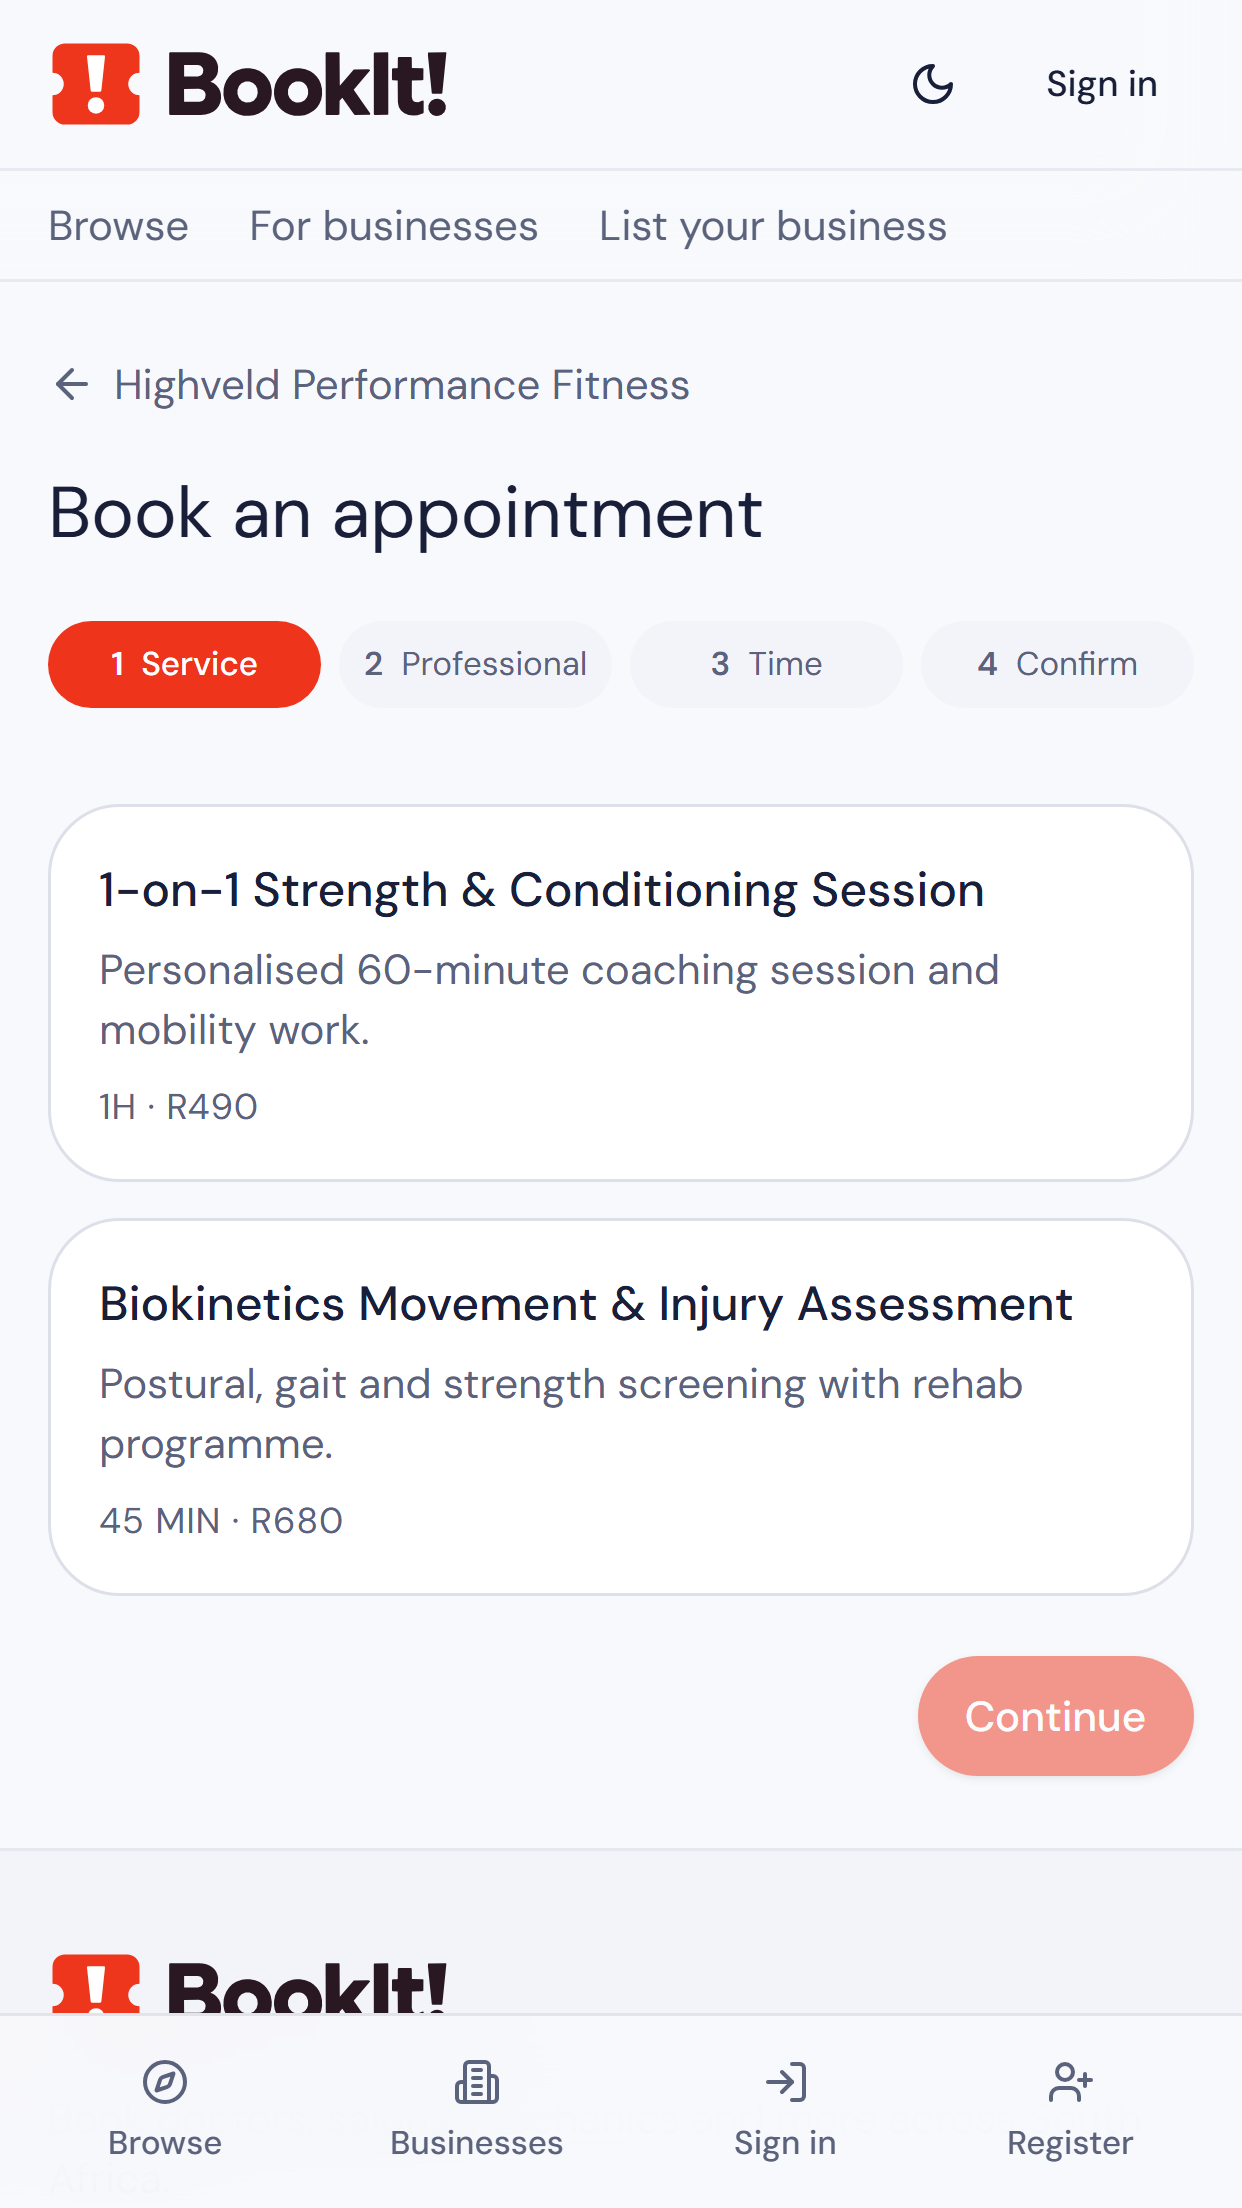 BookIt!
Sign in
Browse For businesses List your business
Highveld Performance Fitness
Book an appointment
1 Service 2 Professional 3 Time 4 Confirm
1-on-1 Strength & Conditioning Session
Personalised 60-minute coaching session and
mobility work.
1H · R490
Biokinetics Movement & Injury Assessment
Postural, gait and strength screening with rehab
programme.
45 MIN · R680
Continue
BookIt!
Browse Businesses Sign in Register
Africa.